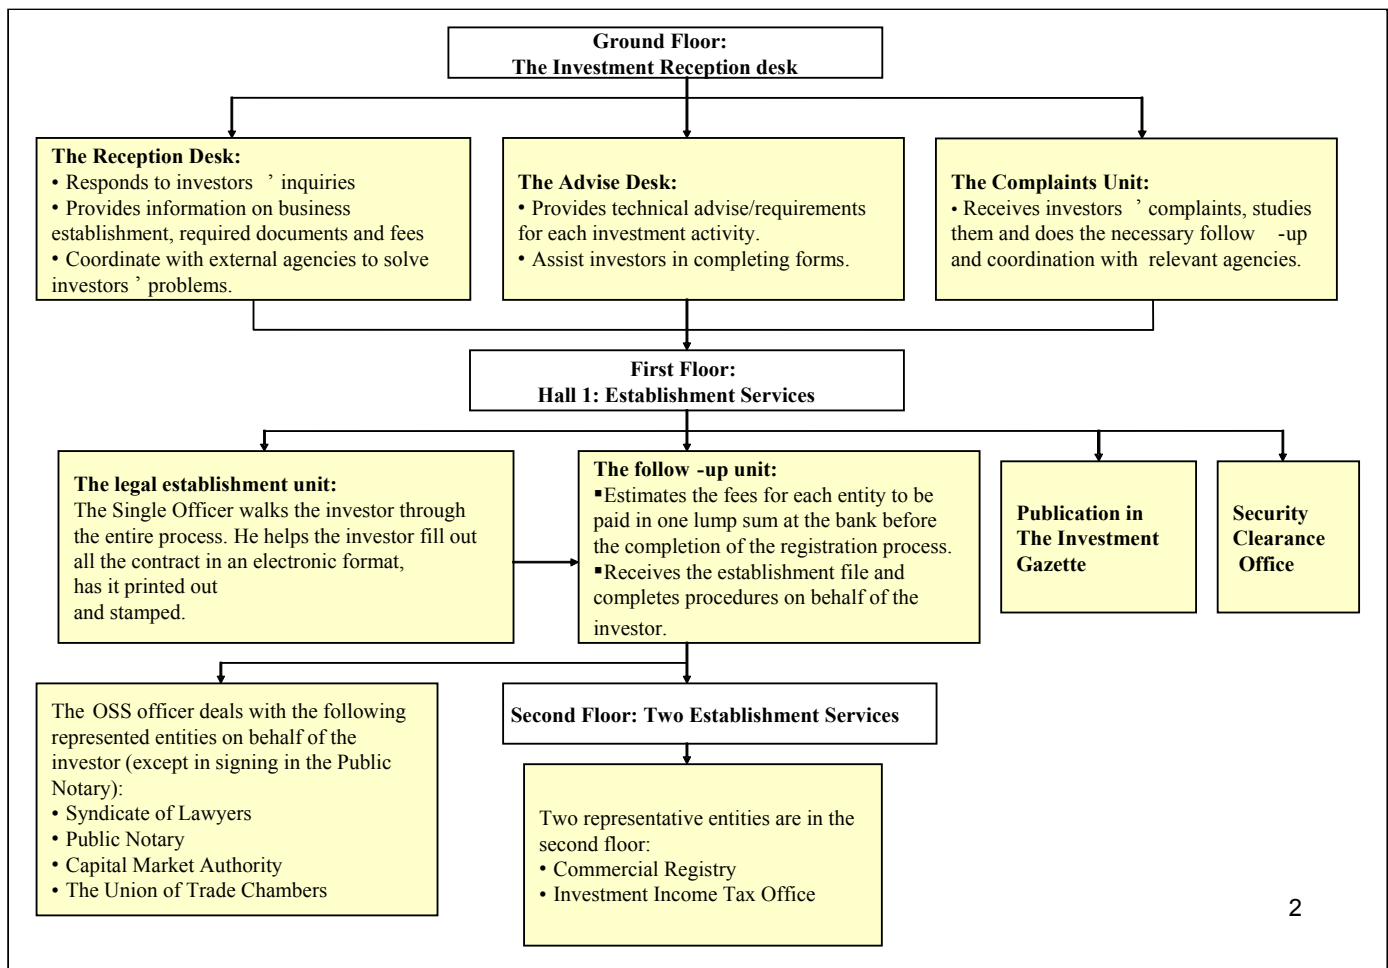 Ground Floor:
The Investment Reception desk
The Reception Desk:
• Responds to investors ’ inquiries
• Provides information on business
establishment, required documents and fees
• Coordinate with external agencies to solve
investors ’ problems.
The Advise Desk:
• Provides technical advise/requirements
for each investment activity.
• Assist investors in completing forms.
The Complaints Unit:
• Receives investors ’ complaints, studies
them and does the necessary follow -up
and coordination with relevant agencies.
First Floor:
Hall 1: Establishment Services
The legal establishment unit:
The Single Officer walks the investor through
the entire process. He helps the investor fill out
all the contract in an electronic format,
has it printed out
and stamped.
The follow -up unit:
▪Estimates the fees for each entity to be
paid in one lump sum at the bank before
the completion of the registration process.
▪Receives the establishment file and
completes procedures on behalf of the
investor.
Publication in
The Investment
Gazette
Security
Clearance
Office
The OSS officer deals with the following
represented entities on behalf of the
investor (except in signing in the Public
Notary):
• Syndicate of Lawyers
• Public Notary
• Capital Market Authority
• The Union of Trade Chambers
Second Floor: Two Establishment Services
Two representative entities are in the
second floor:
• Commercial Registry
• Investment Income Tax Office
2